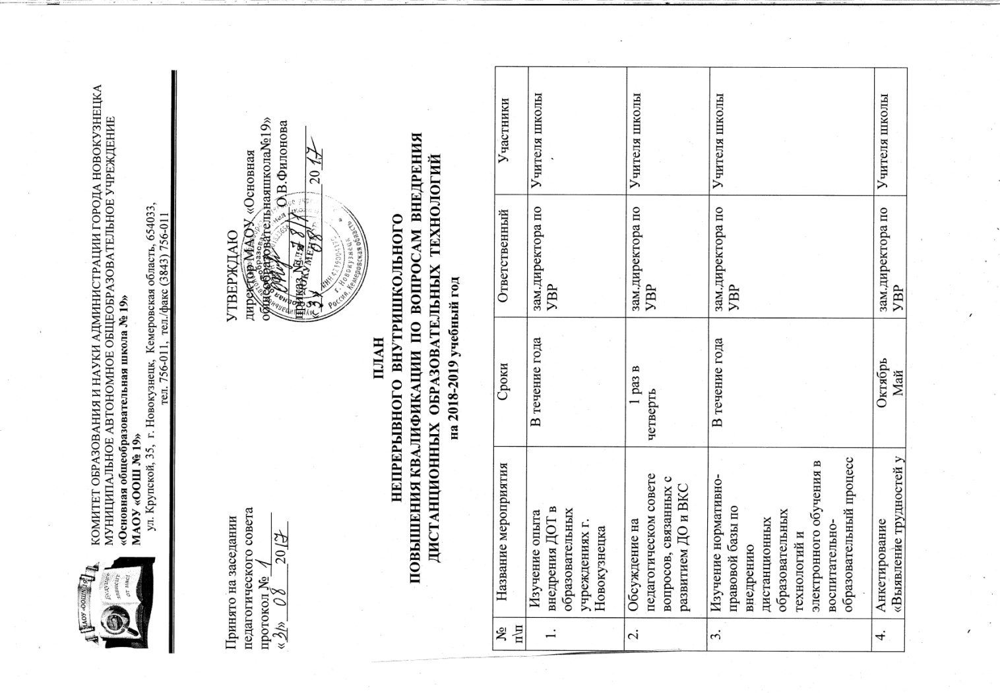 МАОУ «ООШ№19»
БУДУЩЕЕ
ЗАВИСИТ
ОТ НАС!
КОМИТЕТ ОБРАЗОВАНИЯ И НАУКИ АДМИНИСТРАЦИИ ГОРОДА НОВОКУЗНЕЦКА
МУНИЦИПАЛЬНОЕ АВТОНОМНОЕ ОБЩЕОБРАЗОВАТЕЛЬНОЕ УЧРЕЖДЕНИЕ
«Основная общеобразовательная школа № 19»
МАОУ «ООШ № 19»
ул. Крупской, 35, г. Новокузнецк, Кемеровская область, 654033,
тел. 756-011, тел./факс (3843) 756-011
Принято на заседании
педагогического совета
протокол № 1
«31» 08 2017
УТВЕРЖДАЮ
директор МАОУ «Основная
общеобразовательнаяшкола№19»
О.В.Филонова
приказ №
«31» 08 2017
г. Новокузнецк
Россия, Кемеровская область
ПЛАН
НЕПРЕРЫВНОГО ВНУТРИШКОЛЬНОГО
ПОВЫШЕНИЯ КВАЛИФИКАЦИИ ПО ВОПРОСАМ ВНЕДРЕНИЯ
ДИСТАНЦИОННЫХ ОБРАЗОВАТЕЛЬНЫХ ТЕХНОЛОГИЙ
на 2018-2019 учебный год
№ Название мероприятия Сроки Ответственный Участники
п\п
1. Изучение опыта В течение года зам.директора по Учителя школы
внедрения ДОТ в УВР
образовательных
учреждениях г.
Новокузнецка
2. Обсуждение на 1 раз в зам.директора по Учителя школы
педагогическом совете четверть УВР
вопросов, связанных с
развитием ДО и ВКС
3. Изучение нормативно- В течение года зам.директора по Учителя школы
правовой базы по УВР
внедрению
дистанционных
образовательных
технологий и
электронного обучения в
воспитательно-
образовательный процесс
4. Анкетирование Октябрь зам.директора по Учителя школы
«Выявление трудностей у Май УВР